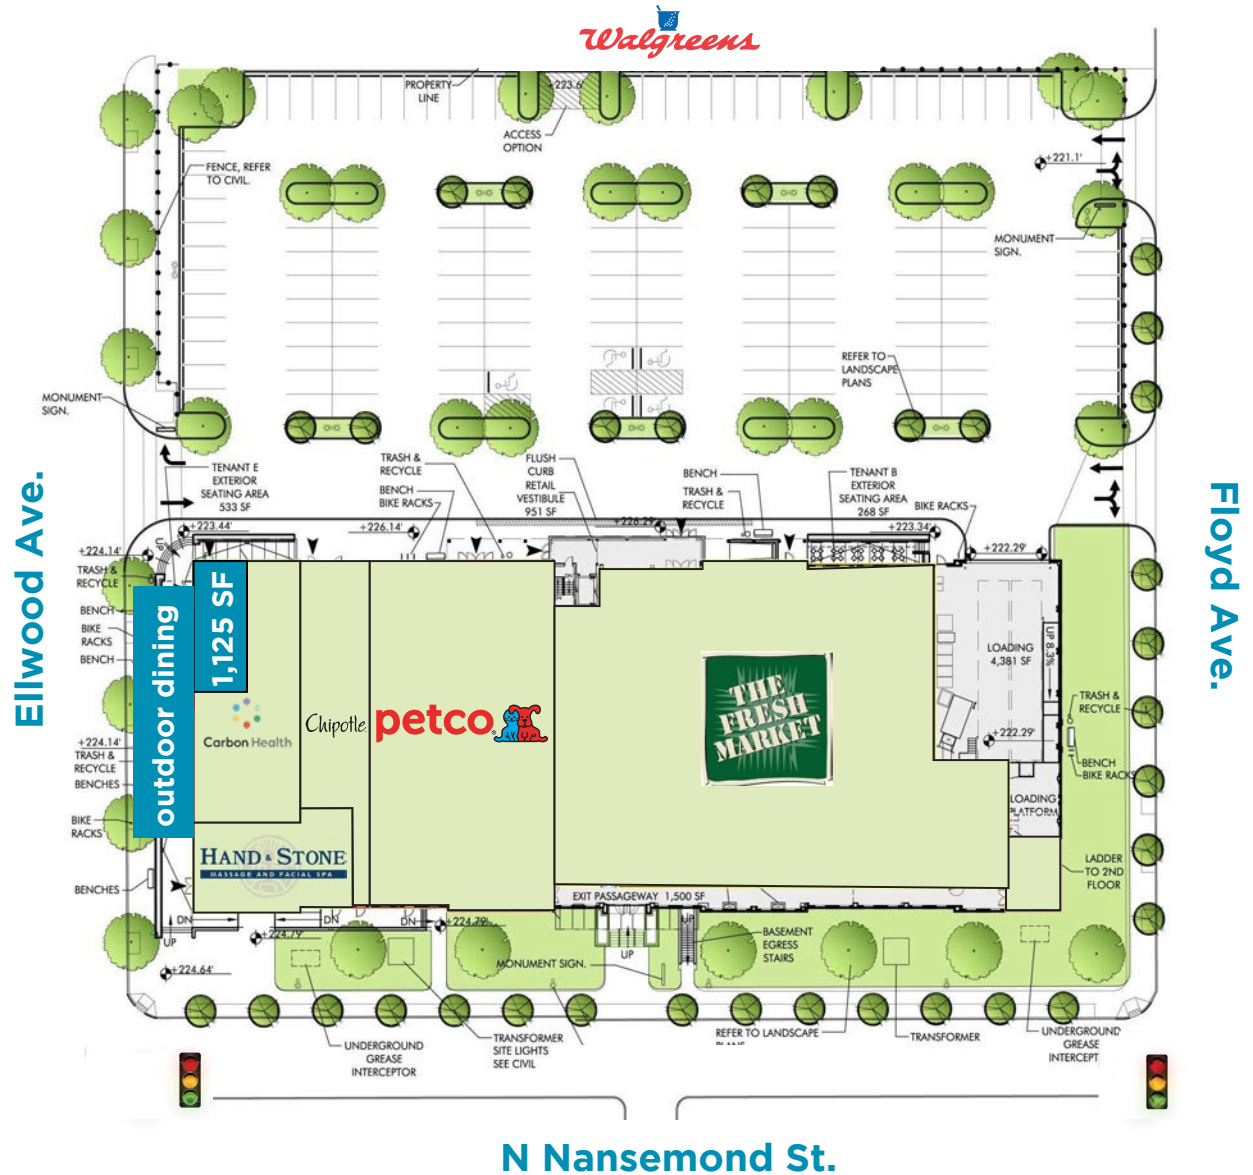 Walgreens
PROPERTY
LINE
+223.6'
ACCESS
OPTION
FENCE, REFER
TO CIVIL.
+221.1'
MONUMENT
SIGN.
REFER TO
LANDSCAPE
PLANS
MONUMENT
SIGN.
TENANT E
EXTERIOR
SEATING AREA
533 SF
TRASH &
RECYCLE
BENCH
BIKE RACKS
FLUSH
CURB
RETAIL
VESTIBULE
951 SF
BENCH
TRASH &
RECYCLE
TENANT B
EXTERIOR
SEATING AREA
268 SF
BIKE RACKS
+223.44'
+226.14'
+226.29'
+223.34'
+222.29'
+224.14'
UP
TRASH &
RECYCLE
BENCH
BIKE
RACKS
BENCH
+224.14'
TRASH &
RECYCLE
BENCHES
BIKE
RACKS
BENCHES
Ellwood Ave.
Floyd Ave.
outdoor dining
1,125 SF
Carbon Health
Chipotle
petco
THE
FRESH
MARKET
HAND & STONE
MASSAGE AND FACIAL SPA
LOADING
4,381 SF
UP 8.3%
+222.29'
TRASH &
RECYCLE
BENCH
BIKE RACKS
LOADING
PLATFORM
LADDER
TO 2ND
FLOOR
EXIT PASSAGEWAY 1,500 SF
DN
DN
DN
UP
+224.79'
+224.79'
+224.64'
UP
UP
BASEMENT
EGRESS
STAIRS
MONUMENT SIGN.
UNDERGROUND
GREASE
INTERCEPTOR
TRANSFORMER
SITE LIGHTS
SEE CIVIL
REFER TO LANDSCAPE
TRANSFORMER
UNDERGROUND
GREASE
INTERCEPT
N Nansemond St.